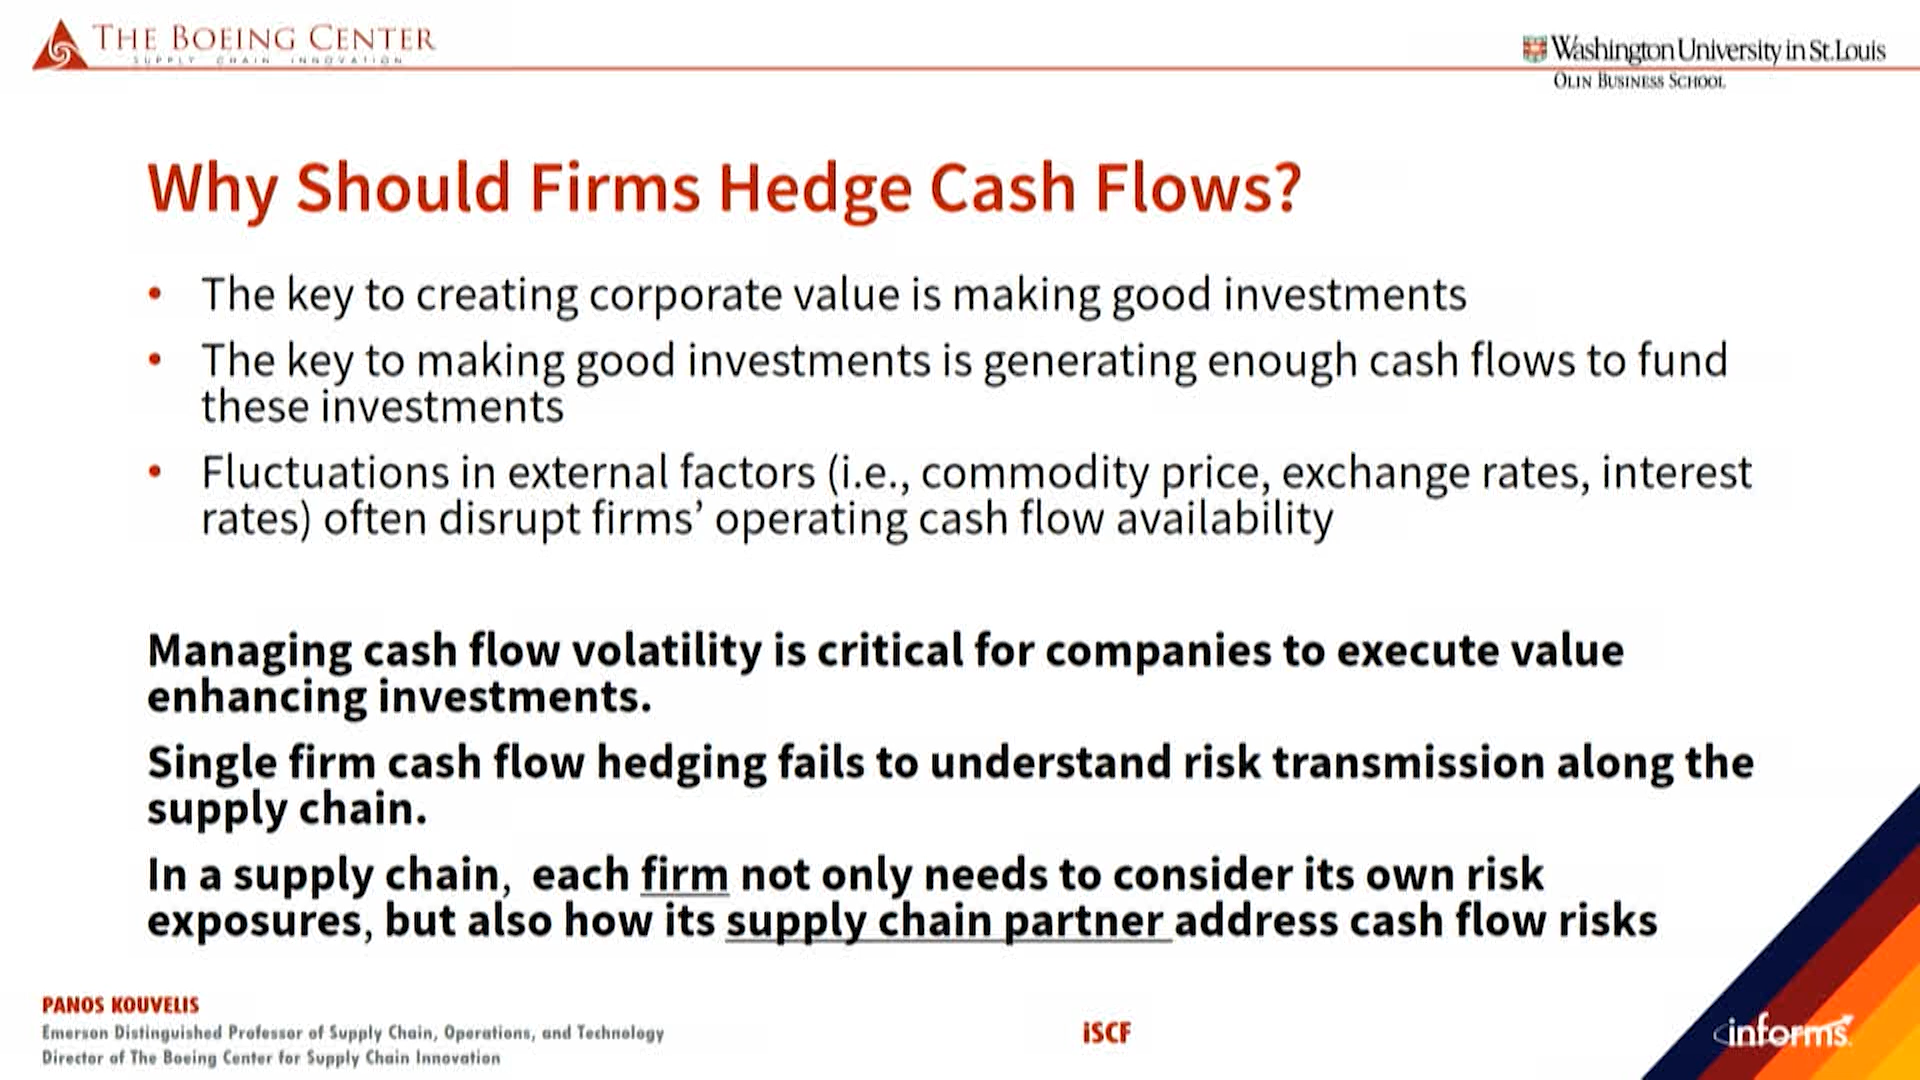 THE BOEING CENTER
SUPPLY CHAIN INNOVATION
Washington University in St.Louis
OLIN BUSINESS SCHOOL
Why Should Firms Hedge Cash Flows?
• The key to creating corporate value is making good investments
• The key to making good investments is generating enough cash flows to fund
these investments
• Fluctuations in external factors (i.e., commodity price, exchange rates, interest
rates) often disrupt firms’ operating cash flow availability
Managing cash flow volatility is critical for companies to execute value
enhancing investments.
Single firm cash flow hedging fails to understand risk transmission along the
supply chain.
In a supply chain,  each firm not only needs to consider its own risk
exposures, but also how its supply chain partner address cash flow risks
PANOS KOUVELIS
Emerson Distinguished Professor of Supply Chain, Operations, and Technology
Director of The Boeing Center for Supply Chain Innovation
iSCF
informs